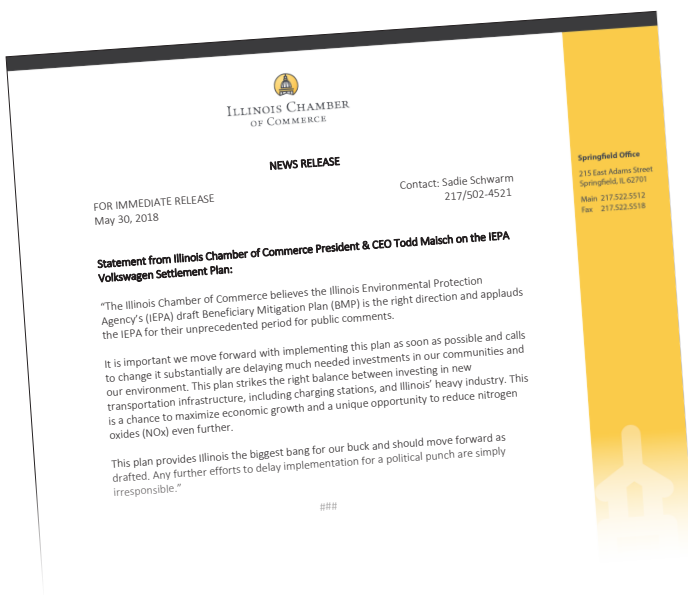 ILLINOIS CHAMBER
OF COMMERCE
NEWS RELEASE
FOR IMMEDIATE RELEASE
May 30, 2018
Contact: Sadie Schwarm
217/502-4521
Springfield Office
215 East Adams Street
Springfield, IL 62701
Main 217.522.5512
Fax 217.522.5518
Statement from Illinois Chamber of Commerce President & CEO Todd Maisch on the IEPA
Volkswagen Settlement Plan:
“The Illinois Chamber of Commerce believes the Illinois Environmental Protection
Agency’s (IEPA) draft Beneficiary Mitigation Plan (BMP) is the right direction and applauds
the IEPA for their unprecedented period for public comments.
It is important we move forward with implementing this plan as soon as possible and calls
to change it substantially are delaying much needed investments in our communities and
our environment. This plan strikes the right balance between investing in new
transportation infrastructure, including charging stations, and Illinois’ heavy industry. This
is a chance to maximize economic growth and a unique opportunity to reduce nitrogen
oxides (NOx) even further.
This plan provides Illinois the biggest bang for our buck and should move forward as
drafted. Any further efforts to delay implementation for a political punch are simply
irresponsible.”
###